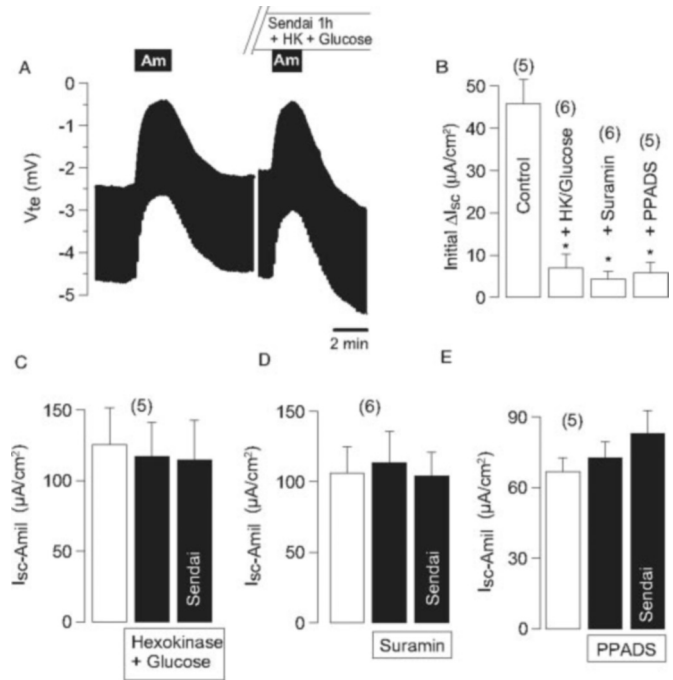 Sendai 1h
+ HK + Glucose
A
Am
Am
0
-1
-2
-3
-4
-5
Vte (mV)
2 min
B
(5)
(6)
(6)
(5)
50
40
30
20
10
0
Initial ΔIsc (µA/cm²)
Control
* + HK/Glucose
* + Suramin
* + PPADS
C
(5)
150
100
50
0
Isc-Amil (µA/cm²)
Sendai
Hexokinase
+ Glucose
D
(6)
150
100
50
0
Isc-Amil (µA/cm²)
Sendai
Suramin
E
(5)
90
60
30
0
Isc-Amil (µA/cm²)
Sendai
PPADS